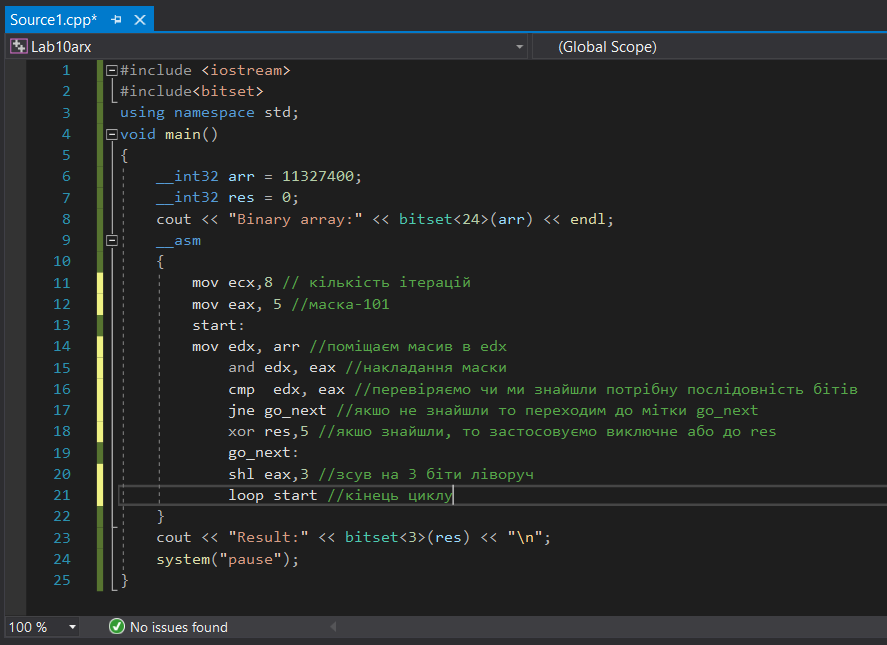 Source1.cpp*
Lab10arx (Global Scope)
1 #include <iostream>
2 #include<bitset>
3 using namespace std;
4 void main()
5 {
6 __int32 arr = 11327400;
7 __int32 res = 0;
8 cout << "Binary array:" << bitset<24>(arr) << endl;
9 __asm
10 {
11 mov ecx,8 // кількість ітерацій
12 mov eax, 5 //маска-101
13 start:
14 mov edx, arr //поміщаєм масив в edx
15 and edx, eax //накладання маски
16 cmp  edx, eax //перевіряємо чи ми знайшли потрібну послідовність бітів
17 jne go_next //якшо не знайшли то переходим до мітки go_next
18 xor res,5 //якшо знайшли, то застосовуємо виключне або до res
19 go_next:
20 shl eax,3 //зсув на 3 біти ліворуч
21 loop start //кінець циклу
22 }
23 cout << "Result:" << bitset<3>(res) << "\n";
24 system("pause");
25 }
100 % No issues found